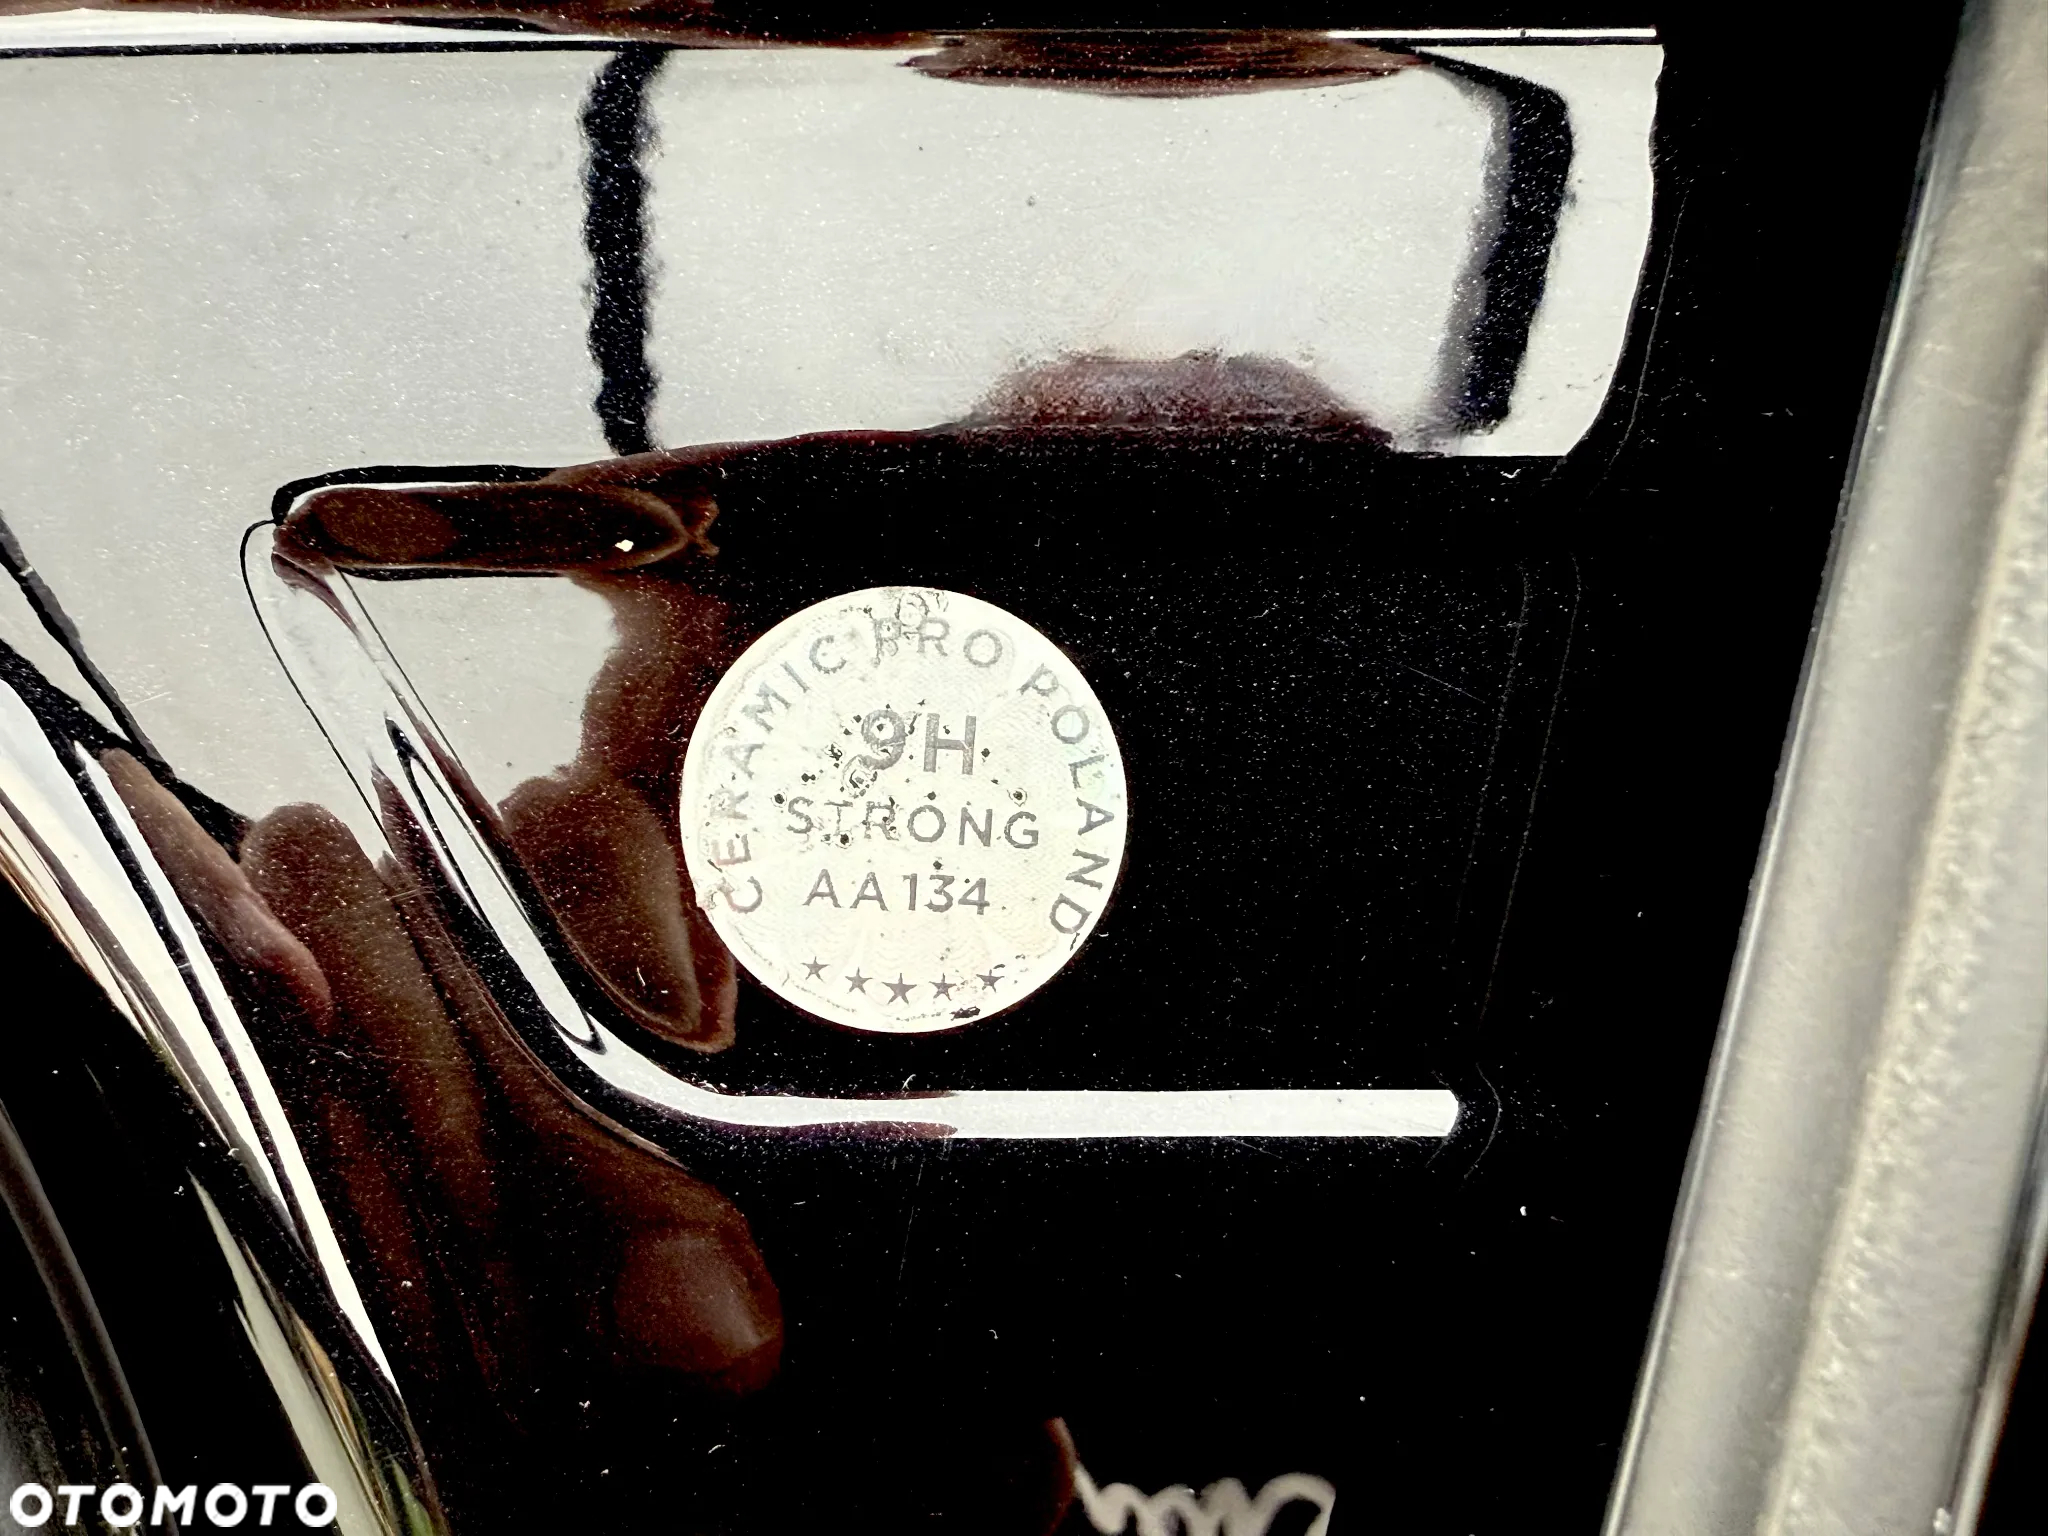 CERAMIC PRO POLAND
9H
STRONG
AA134
OTOMOTO